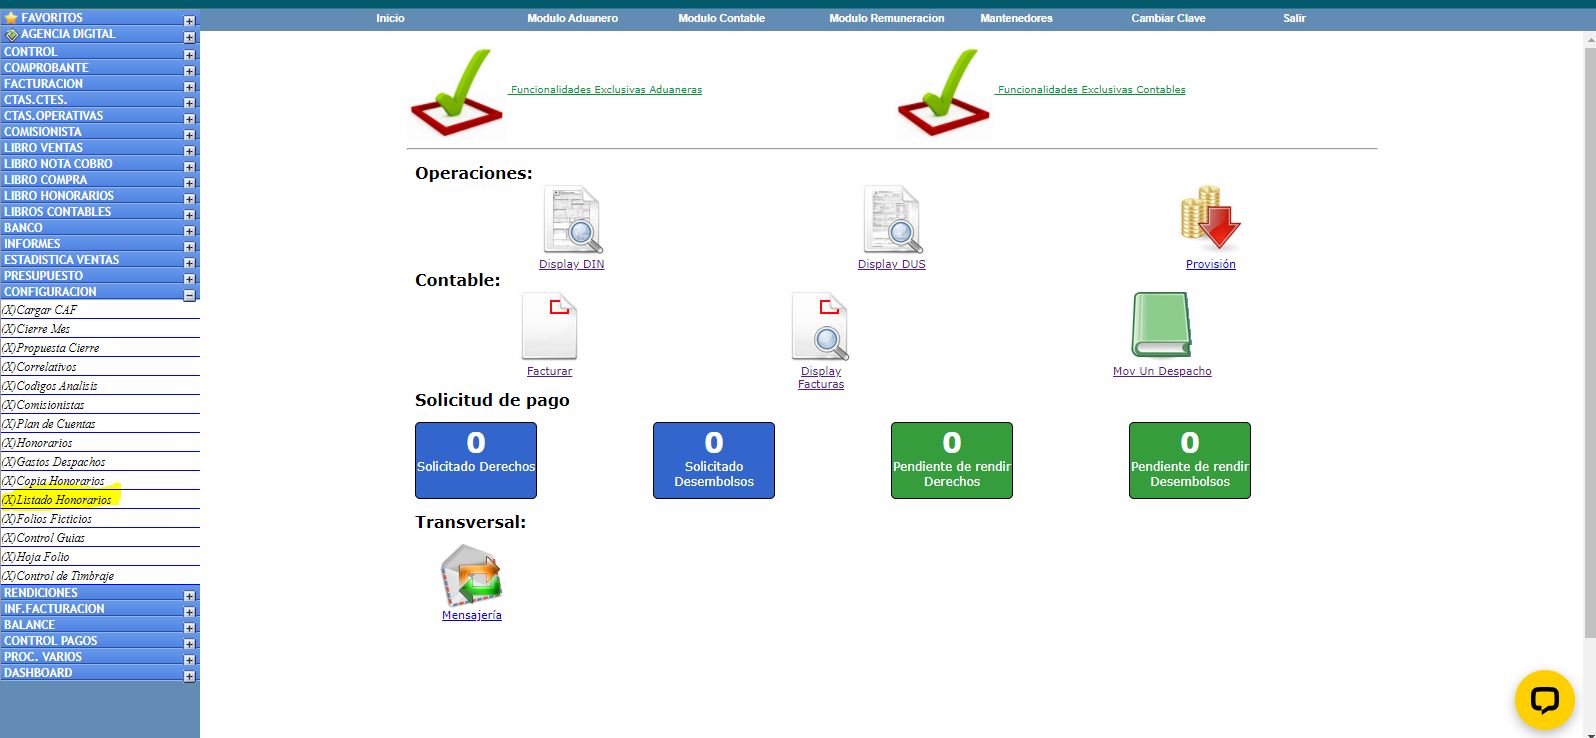 Inicio
Modulo Aduanero
Modulo Contable
Modulo Remuneracion
Mantenedores
Cambiar Clave
Salir
FAVORITOS
AGENCIA DIGITAL
CONTROL
COMPROBANTE
FACTURACION
CTAS.CTES.
CTAS.OPERATIVAS
COMISIONISTA
LIBRO VENTAS
LIBRO NOTA COBRO
LIBRO COMPRA
LIBRO HONORARIOS
LIBROS CONTABLES
BANCO
INFORMES
ESTADISTICA VENTAS
PRESUPUESTO
CONFIGURACION
(X)Cargar CAF
(X)Cierre Mes
(X)Propuesta Cierre
(X)Correlativos
(X)Codigos Analisis
(X)Comisionistas
(X)Plan de Cuentas
(X)Honorarios
(X)Gastos Despachos
(X)Copia Honorarios
(X)Listado Honorarios
(X)Folios Ficticios
(X)Control Guias
(X)Hoja Folio
(X)Control de Timbraje
RENDICIONES
INF.FACTURACION
BALANCE
CONTROL PAGOS
PROC. VARIOS
DASHBOARD
Funcionalidades Exclusivas Aduaneras
Funcionalidades Exclusivas Contables
Operaciones:
Display DIN
Display DUS
Provisión
Contable:
Facturar
Display
Facturas
Mov Un Despacho
Solicitud de pago
0
Solicitado Derechos
0
Solicitado
Desembolsos
0
Pendiente de rendir
Derechos
0
Pendiente de rendir
Desembolsos
Transversal:
Mensajería